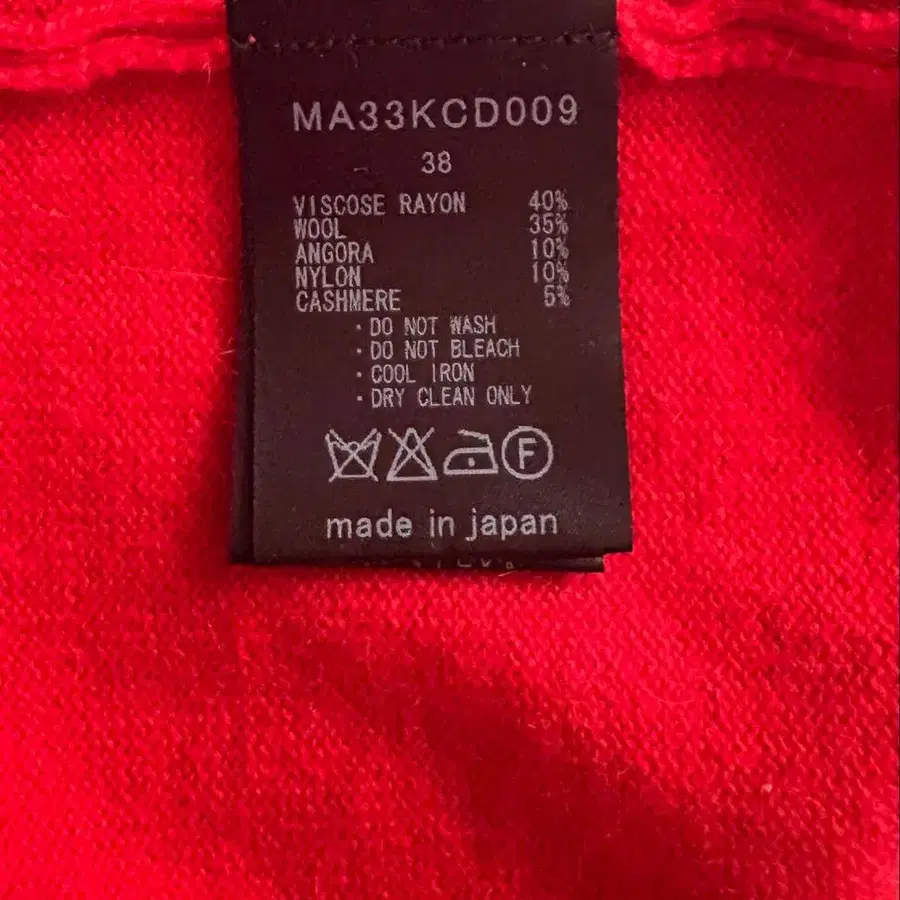 MA33KCD009
38
VISCOSE RAYON 40%
WOOL 35%
ANGORA 10%
NYLON 10%
CASHMERE 5%
・DO NOT WASH
・DO NOT BLEACH
・COOL IRON
・DRY CLEAN ONLY
F
made in japan